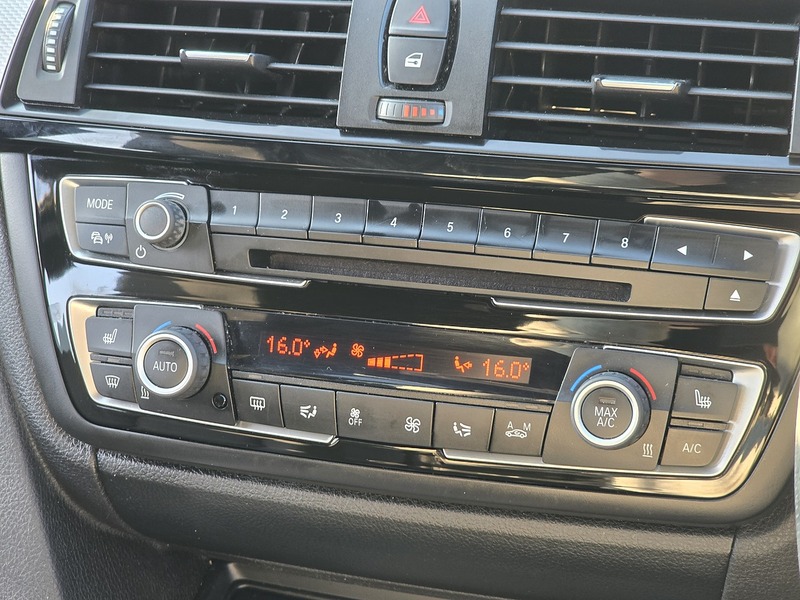 MODE
1 2 3 4 5 6 7 8
16.0° 16.0°
AUTO
MAX A/C
OFF
A M
A/C